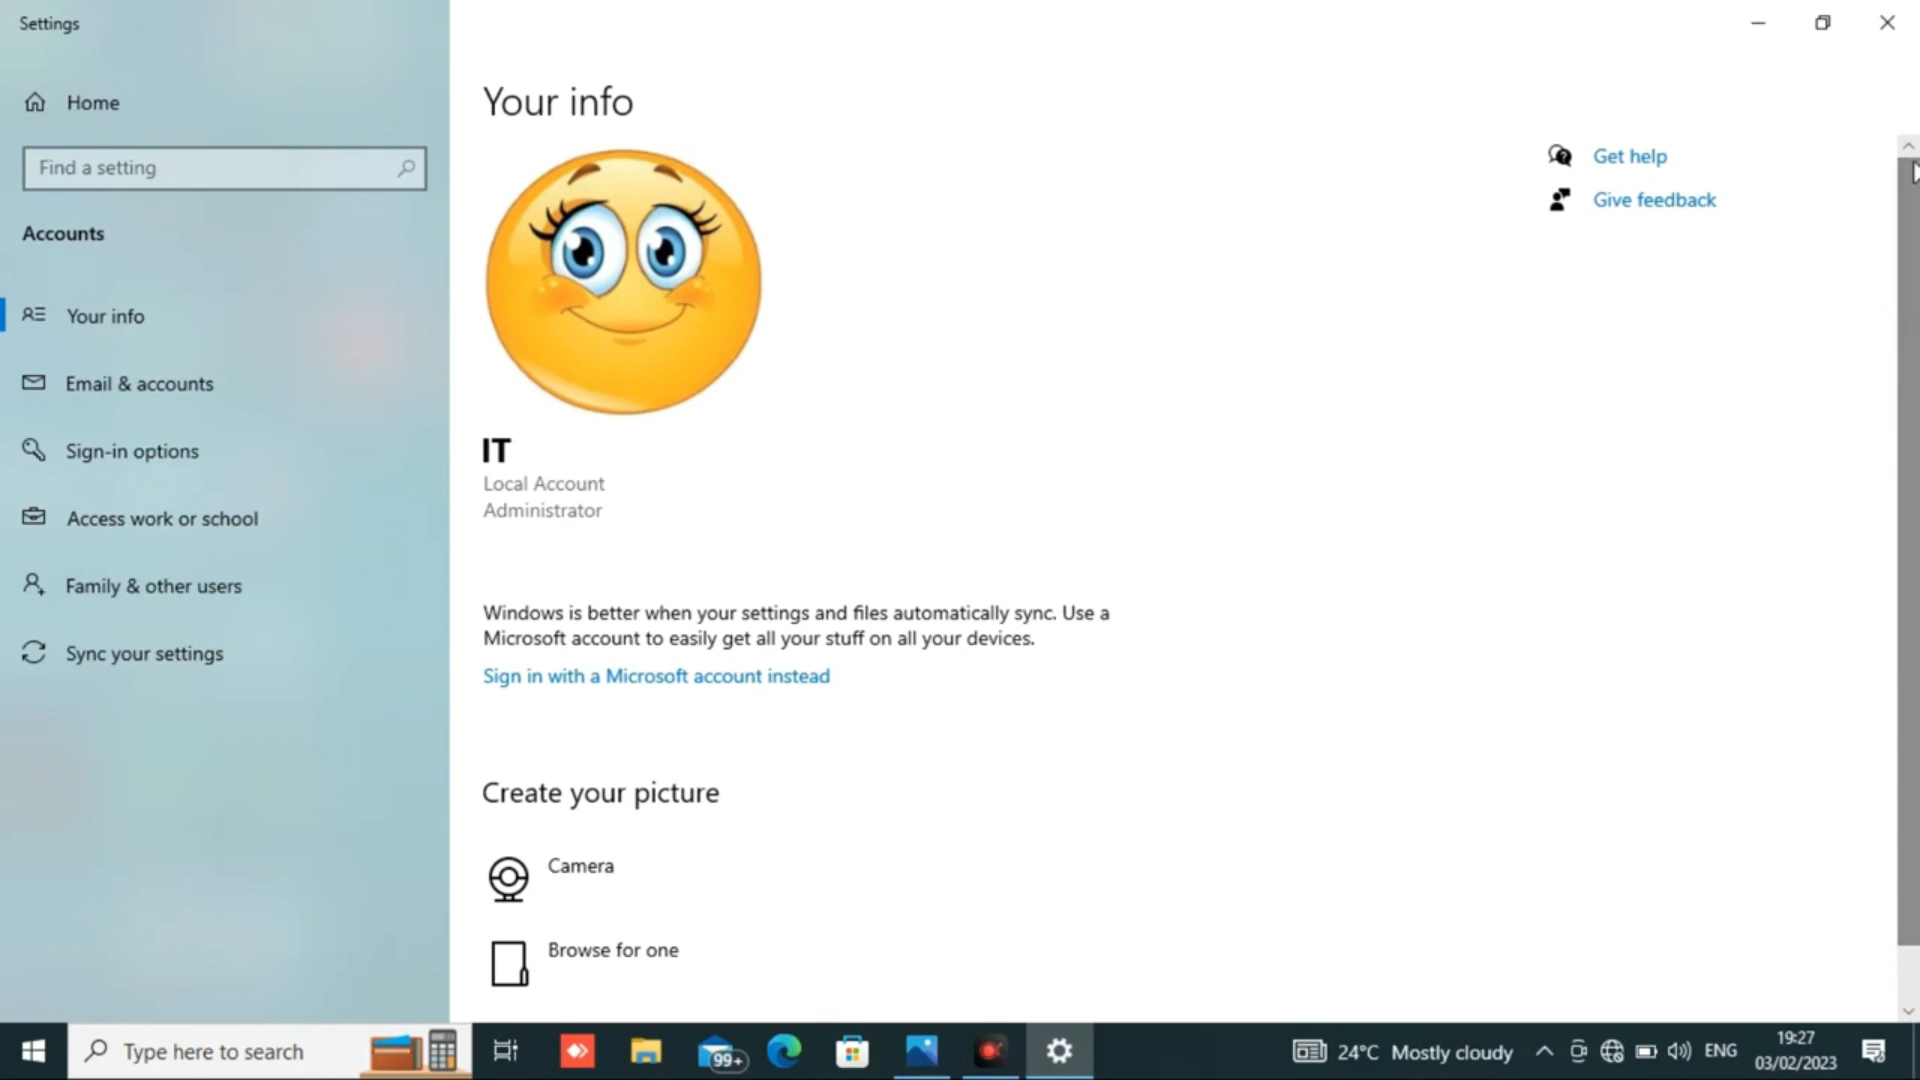 Settings
Home
Find a setting
Accounts
Your info
Email & accounts
Sign-in options
Access work or school
Family & other users
Sync your settings
Your info
Get help
Give feedback
IT
Local Account
Administrator
Windows is better when your settings and files automatically sync. Use a
Microsoft account to easily get all your stuff on all your devices.
Sign in with a Microsoft account instead
Create your picture
Camera
Browse for one
Type here to search
99+
24°C Mostly cloudy
ENG
19:27
03/02/2023